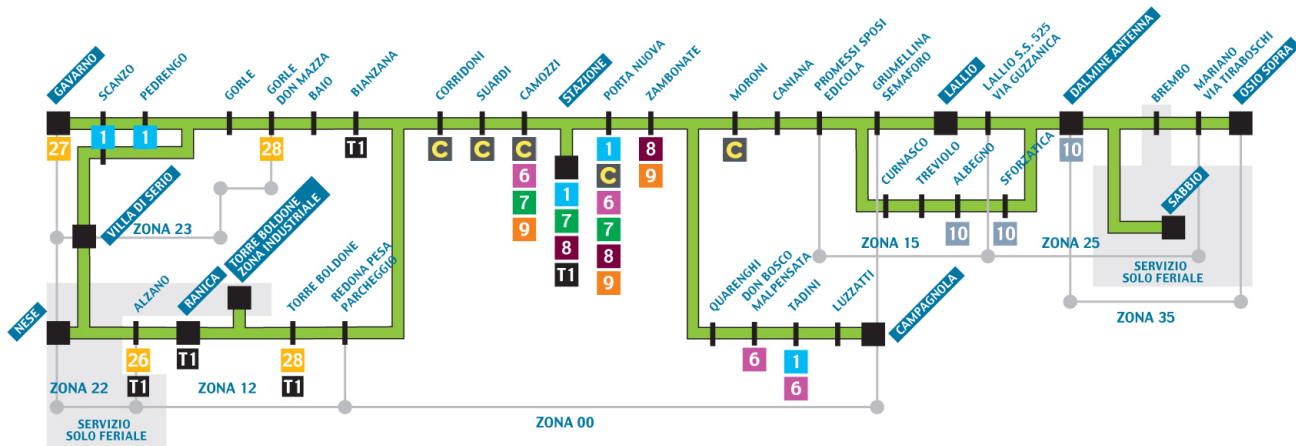 GAVARNO
SCANZO
PEDRENGO
GORLE
GORLE
DON MAZZA
BAIO
BIANZANA
CORRIDONI
SUARDI
CAMOZZI
STAZIONE
PORTA NUOVA
ZAMBONATE
MORONI
CANIANA
PROMESSI SPOSI
EDICOLA
GRUMELLINA
SEMAFORO
LALLIO
LALLIO S.S. 525
VIA GUZZANICA
DALMINE ANTENNA
BREMBO
MARIANO
VIA TIRABOSCHI
OSIO SOPRA
27
1
1
28
T1
C
C
C
6
7
9
1
7
8
T1
1
C
6
7
8
9
8
9
C
10
CURNASCO
TREVIOLO
ALBEGNO
SFORZATICA
10
10
SABBIO
VILLA DI SERIO
ZONA 23
TORRE BOLDONE
ZONA INDUSTRIALE
ZONA 15
ZONA 25
SERVIZIO
SOLO FERIALE
ZONA 35
NESE
ALZANO
RANICA
TORRE BOLDONE
REDONA PESA
PARCHEGGIO
QUARENGHI
DON BOSCO
MALPENSATA
TADINI
LUZZATTI
CAMPAGNOLA
26
T1
T1
28
T1
6
1
6
ZONA 22
ZONA 12
ZONA 00
SERVIZIO
SOLO FERIALE